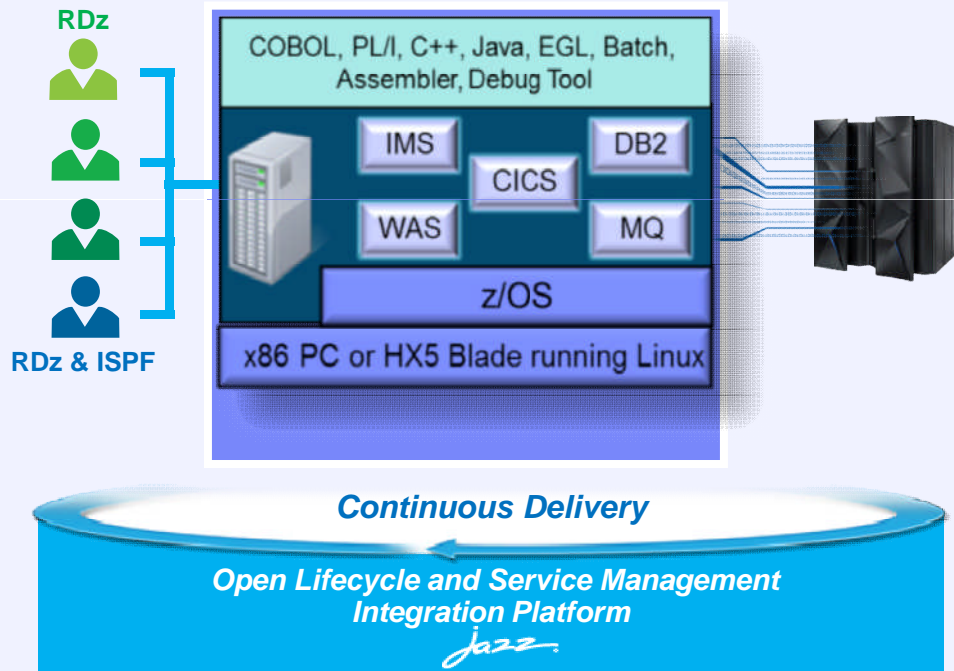 RDz
COBOL, PL/I, C++, Java, EGL, Batch,
Assembler, Debug Tool
IMS
DB2
CICS
WAS
MQ
z/OS
x86 PC or HX5 Blade running Linux
RDz & ISPF
Continuous Delivery
Open Lifecycle and Service Management
Integration Platform
jazz